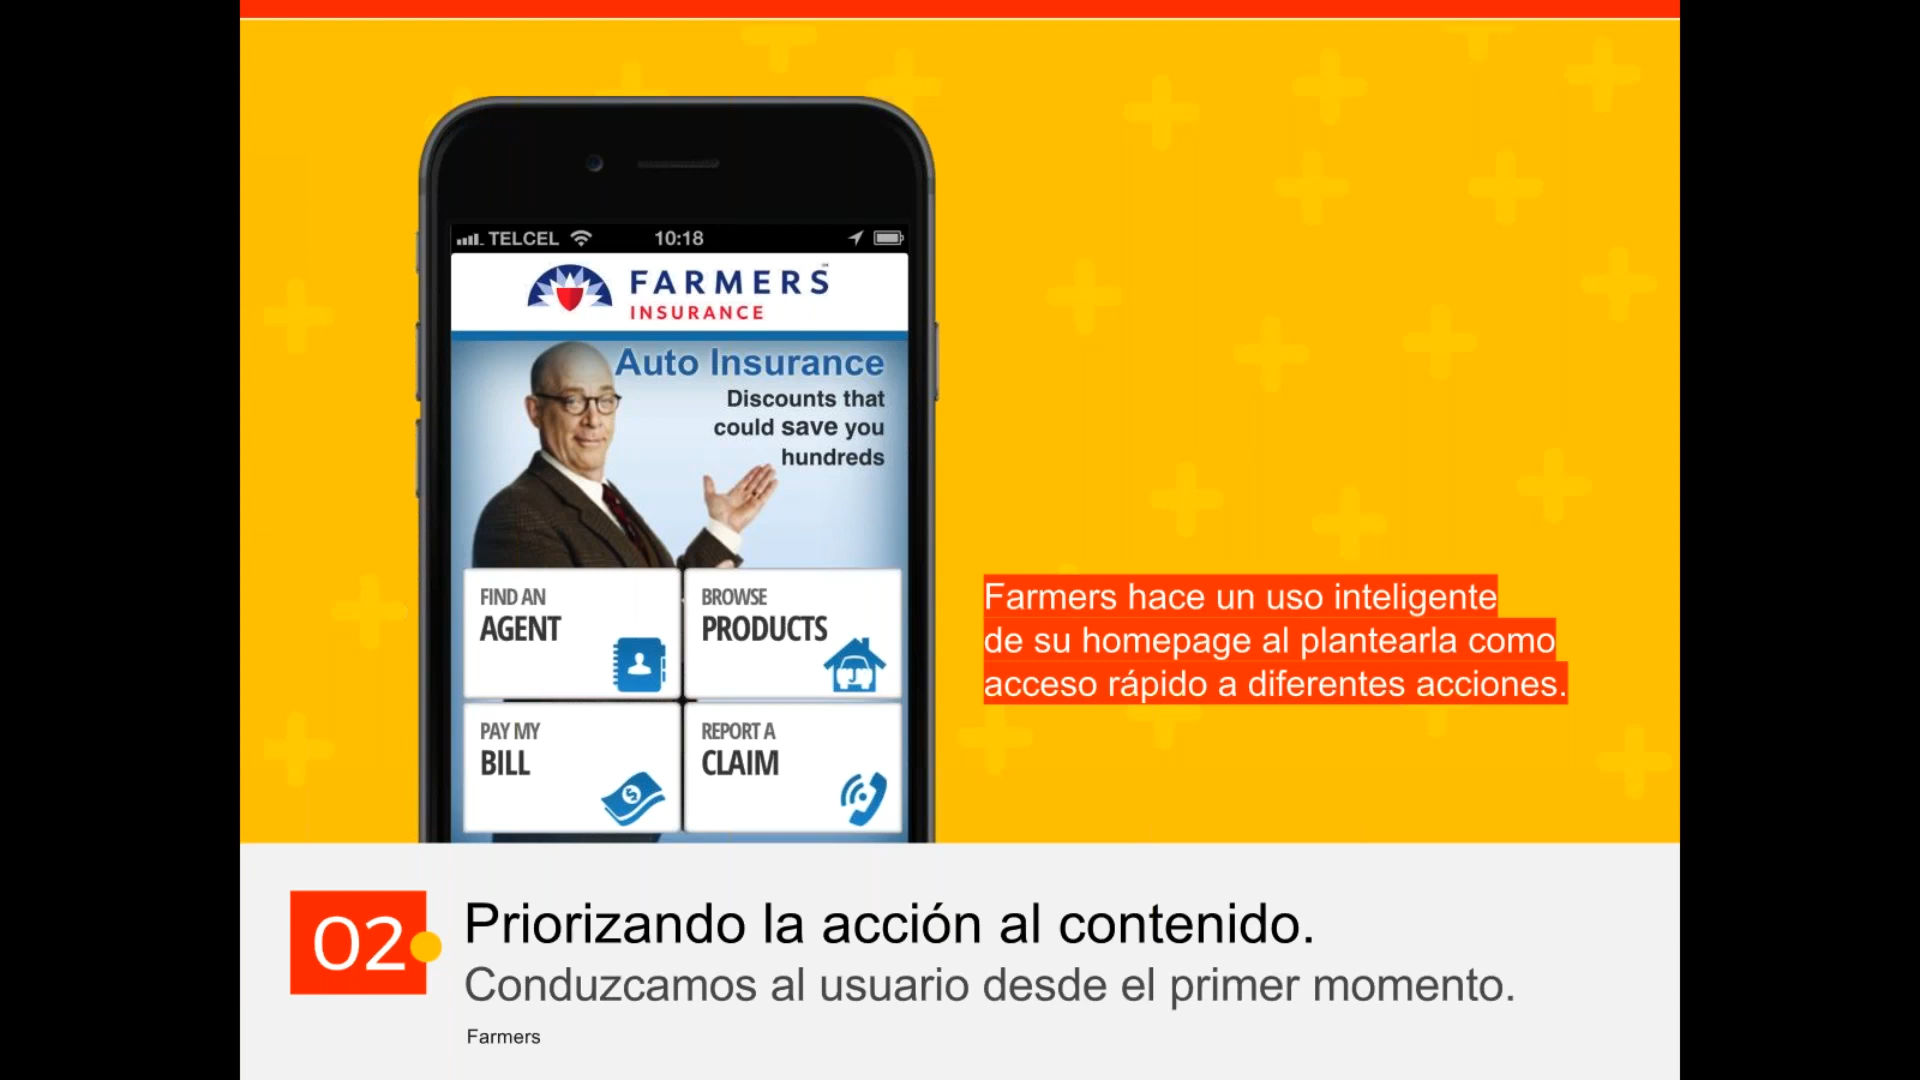 TELCEL 10:18
FARMERS
INSURANCE
Auto Insurance
Discounts that
could save you
hundreds
FIND AN
AGENT
BROWSE
PRODUCTS
PAY MY
BILL
REPORT A
CLAIM
Farmers hace un uso inteligente
de su homepage al plantearla como
acceso rápido a diferentes acciones.
02
Priorizando la acción al contenido.
Conduzcamos al usuario desde el primer momento.
Farmers